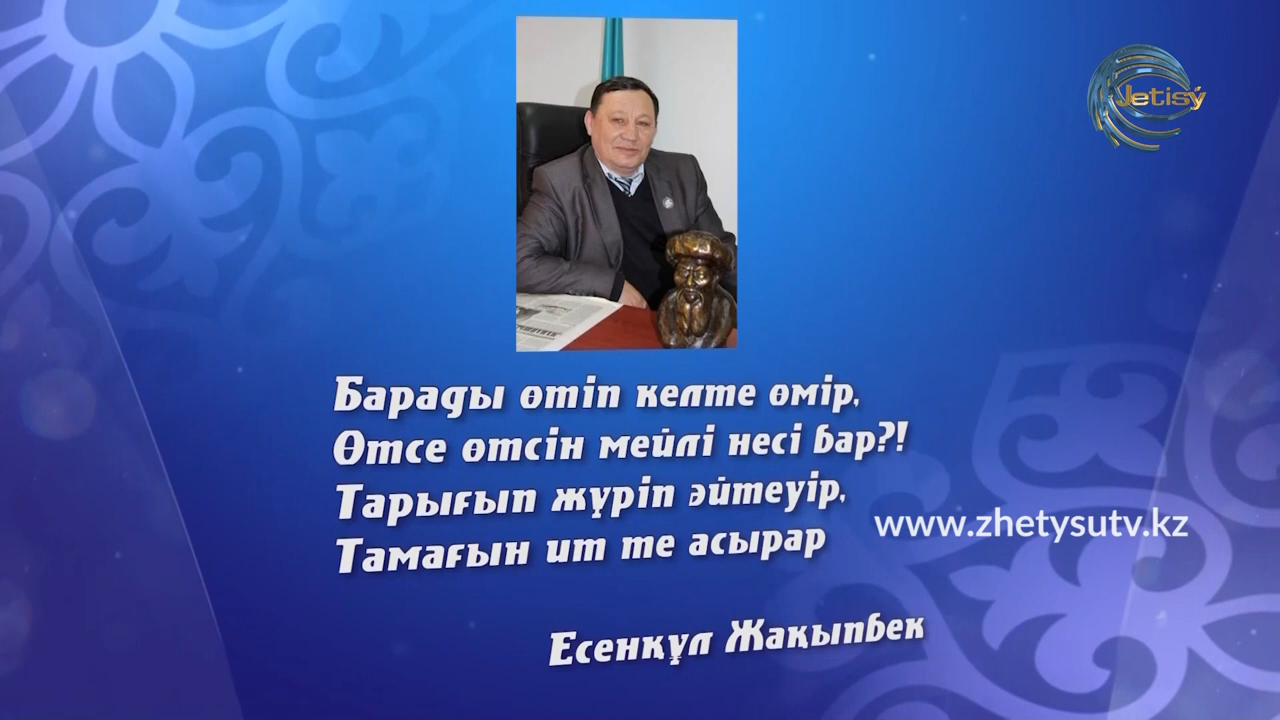 Jetisý
Барады өтіп келте өмір,
Өтсе өтсін мейлі несі бар?!
Тарығып жүріп әйтеуір,
www.zhetysutv.kz
Тамағын ит те асырар
Есенқұл Жақыпбек